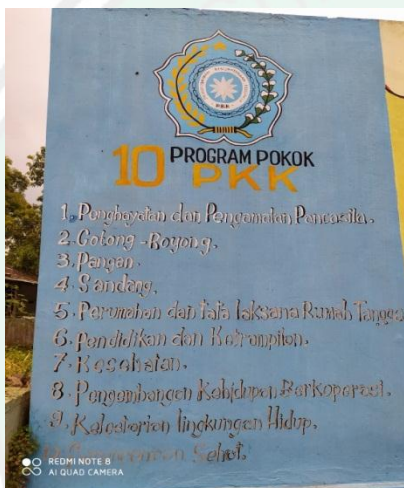 PKK
10 PROGRAM POKOK
PKK
1. Penghayatan dan Pengamalan Pancasila.
2. Gotong-Royong.
3. Pangan.
4. Sandang.
5. Perumahan dan tata laksana Rumah Tangga
6. Pendidikan dan Ketrampilan.
7. Kesehatan.
8. Pengembangan Kehidupan Berkoperasi.
9. Kelestarian lingkungan Hidup.
Sehat.
REDMI NOTE 8
AI QUAD CAMERA